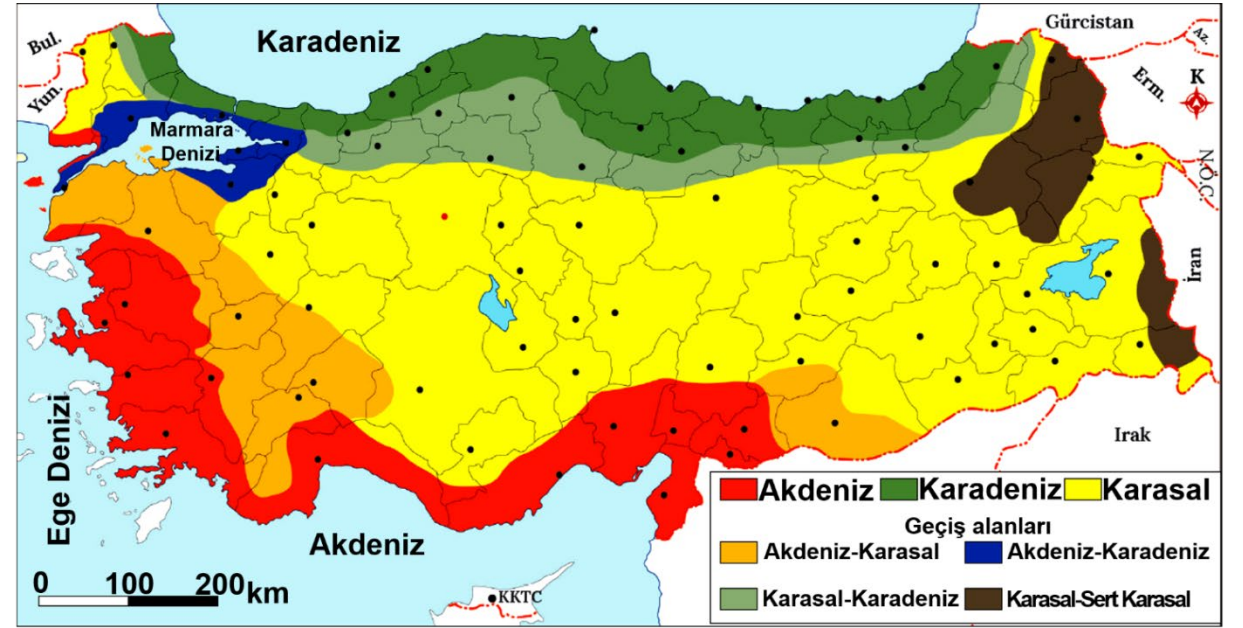 Bul.
Yun.
Karadeniz
Gürcistan
Az.
Erm.
K
Marmara
Denizi
N.Ö.C.
İran
Ege Denizi
Akdeniz
Irak
KKTC
0 100 200 km
Akdeniz Karadeniz Karasal
Geçiş alanları
Akdeniz-Karasal Akdeniz-Karadeniz
Karasal-Karadeniz Karasal-Sert Karasal